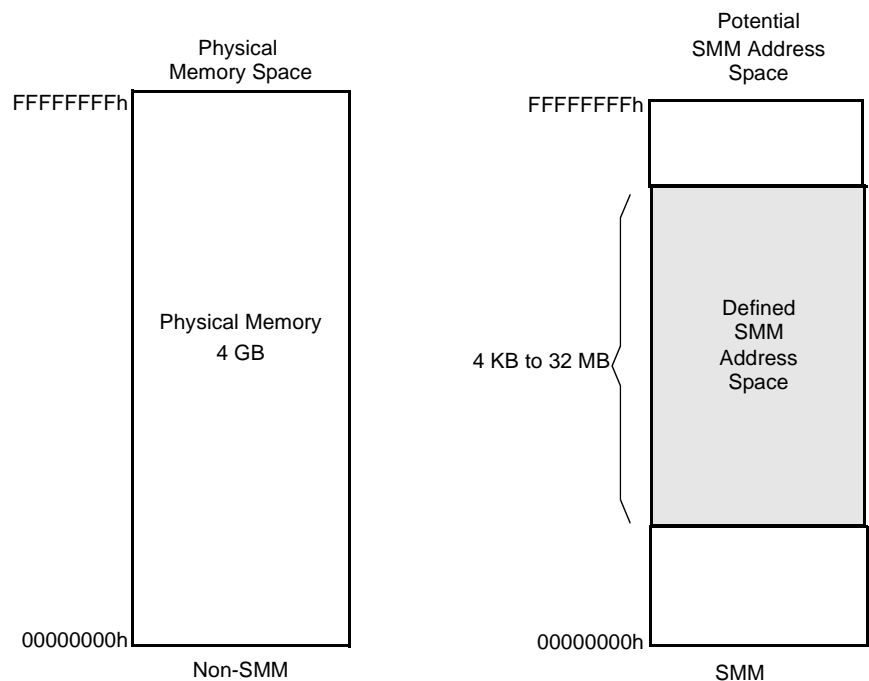 Physical
Memory Space
FFFFFFFFh
Physical Memory
4 GB
00000000h
Non-SMM
Potential
SMM Address
Space
FFFFFFFFh
4 KB to 32 MB
Defined
SMM
Address
Space
00000000h
SMM